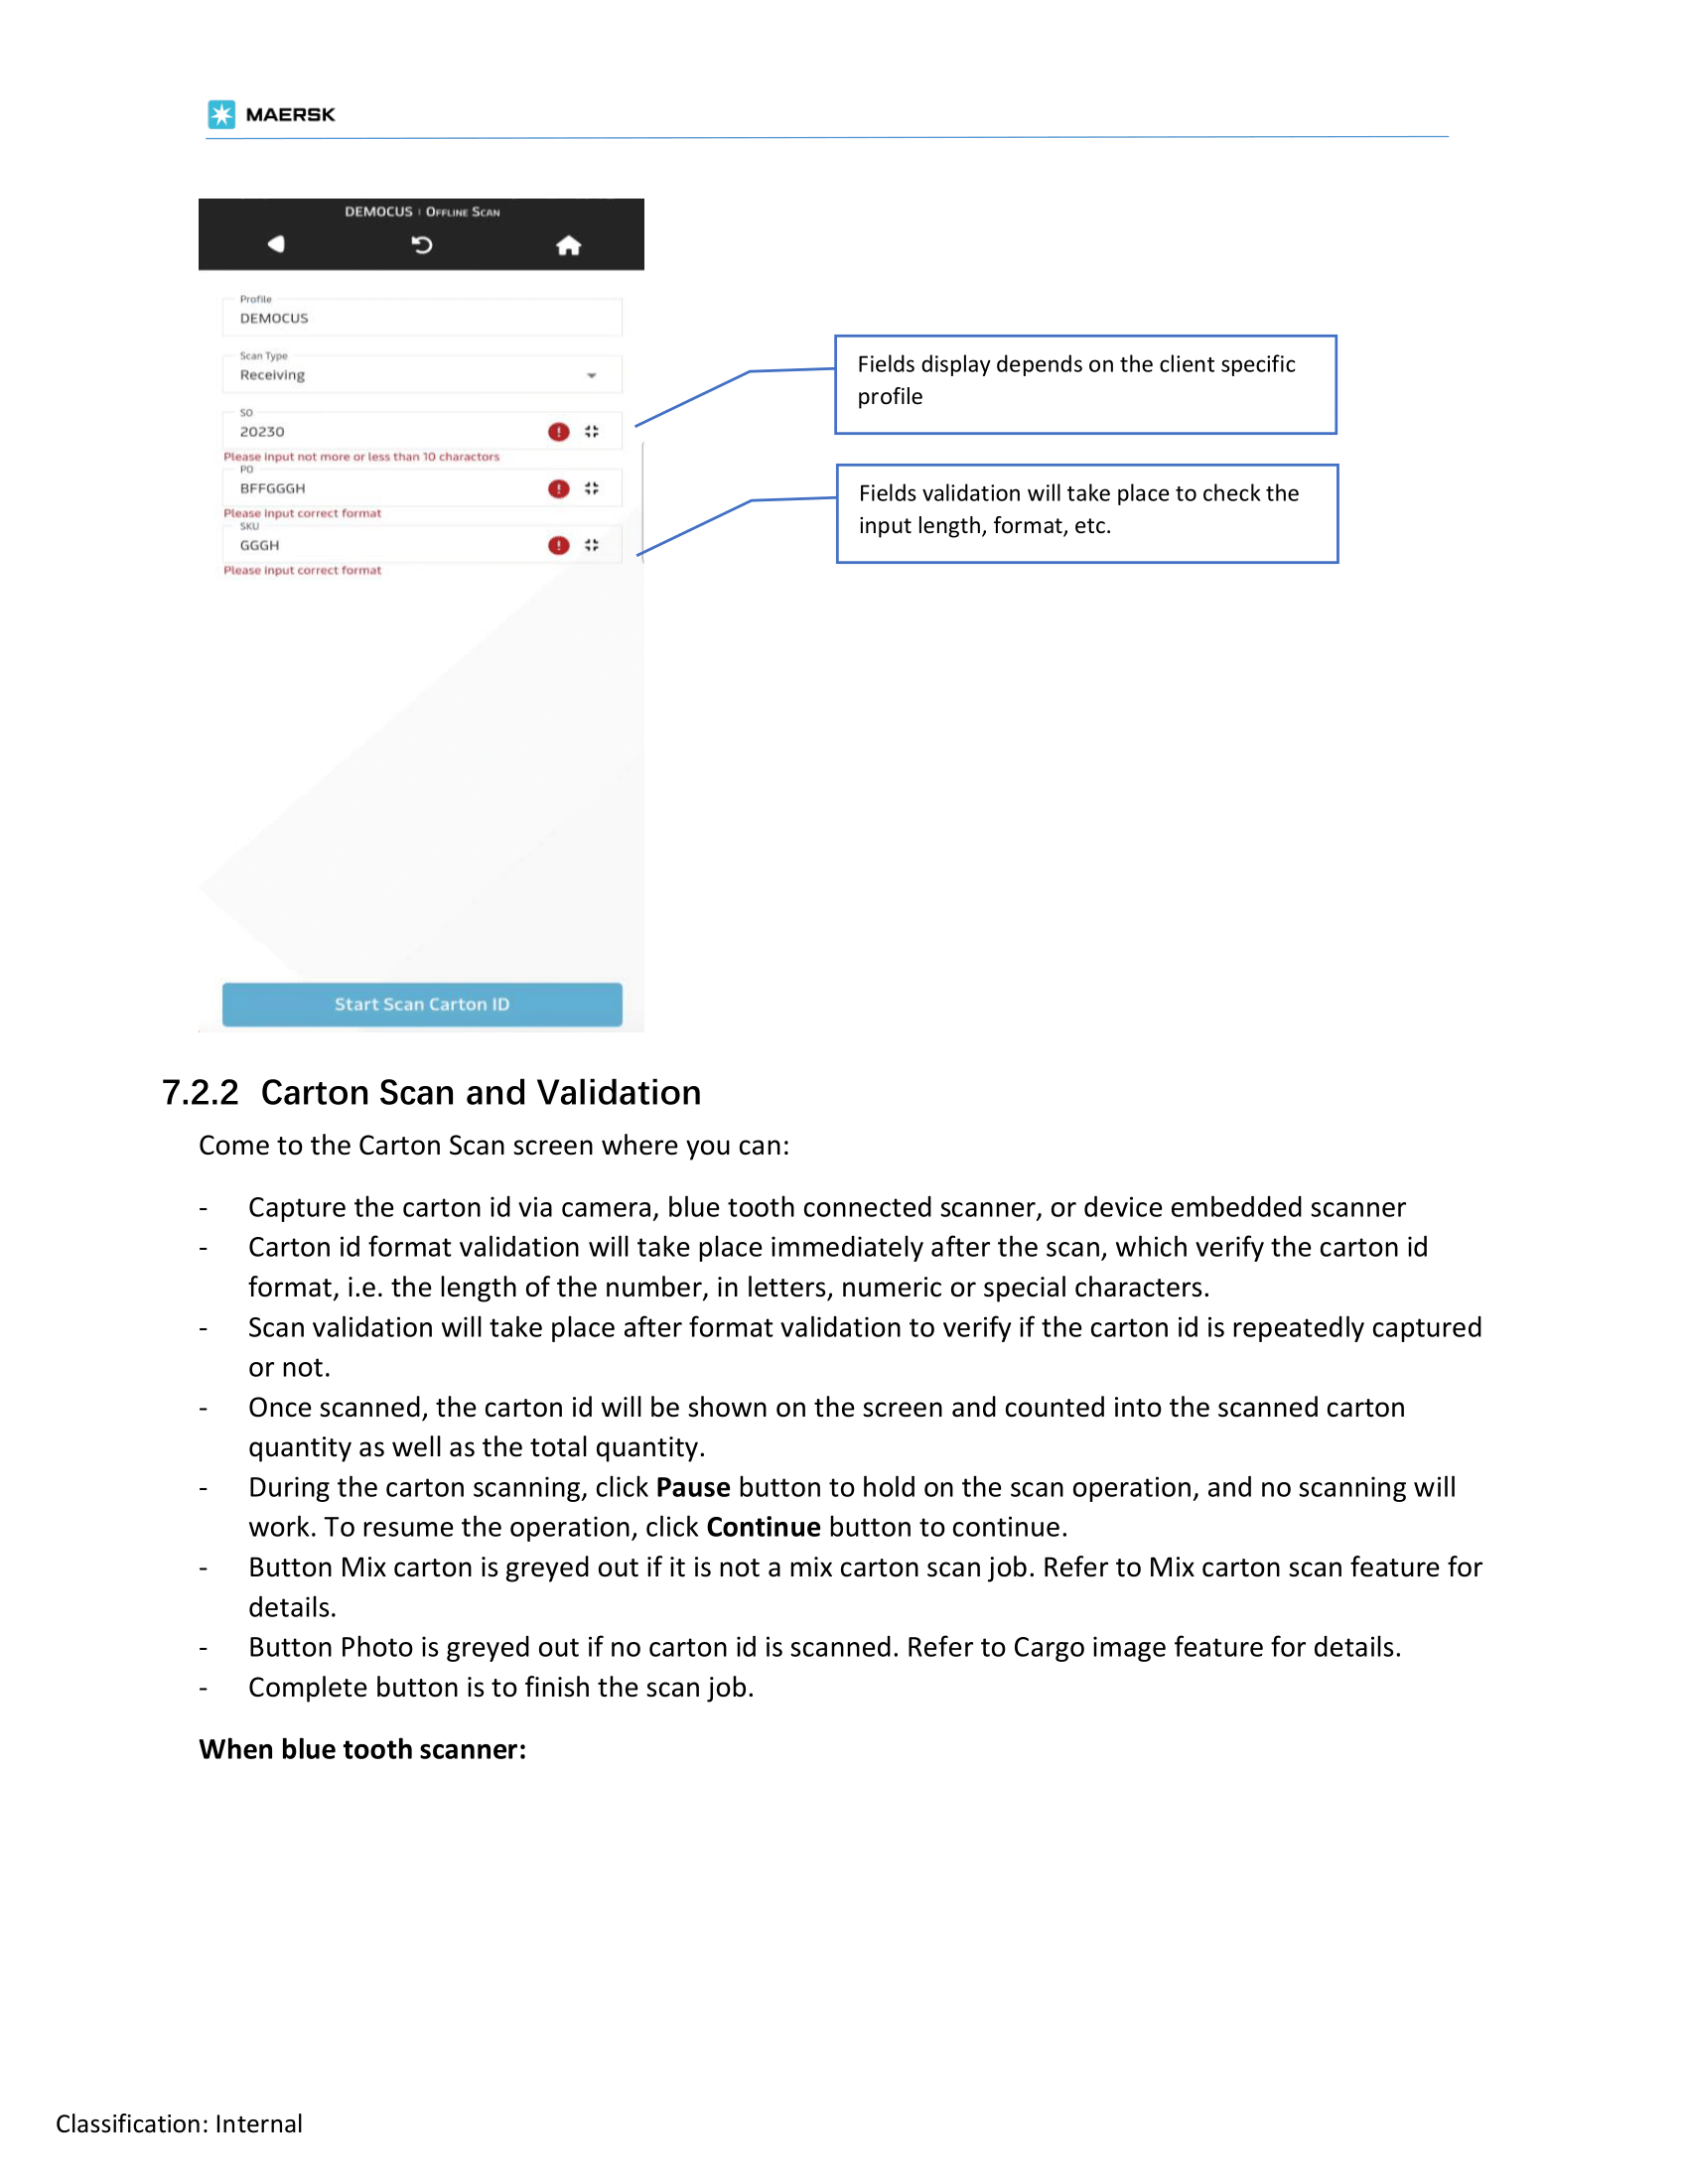 MAERSK
DEMOCUS | OFFLINE SCAN
Profile
DEMOCUS
Scan Type
Receiving
SO
20230
Please input not more or less than 10 charactors
PO
BFFGGGH
Please input correct format
SKU
GGGH
Please input correct format
Start Scan Carton ID
Fields display depends on the client specific
profile
Fields validation will take place to check the
input length, format, etc.
7.2.2 Carton Scan and Validation
Come to the Carton Scan screen where you can:
- Capture the carton id via camera, blue tooth connected scanner, or device embedded scanner
- Carton id format validation will take place immediately after the scan, which verify the carton id
format, i.e. the length of the number, in letters, numeric or special characters.
- Scan validation will take place after format validation to verify if the carton id is repeatedly captured
or not.
- Once scanned, the carton id will be shown on the screen and counted into the scanned carton
quantity as well as the total quantity.
- During the carton scanning, click Pause button to hold on the scan operation, and no scanning will
work. To resume the operation, click Continue button to continue.
- Button Mix carton is greyed out if it is not a mix carton scan job. Refer to Mix carton scan feature for
details.
- Button Photo is greyed out if no carton id is scanned. Refer to Cargo image feature for details.
- Complete button is to finish the scan job.
When blue tooth scanner:
Classification: Internal